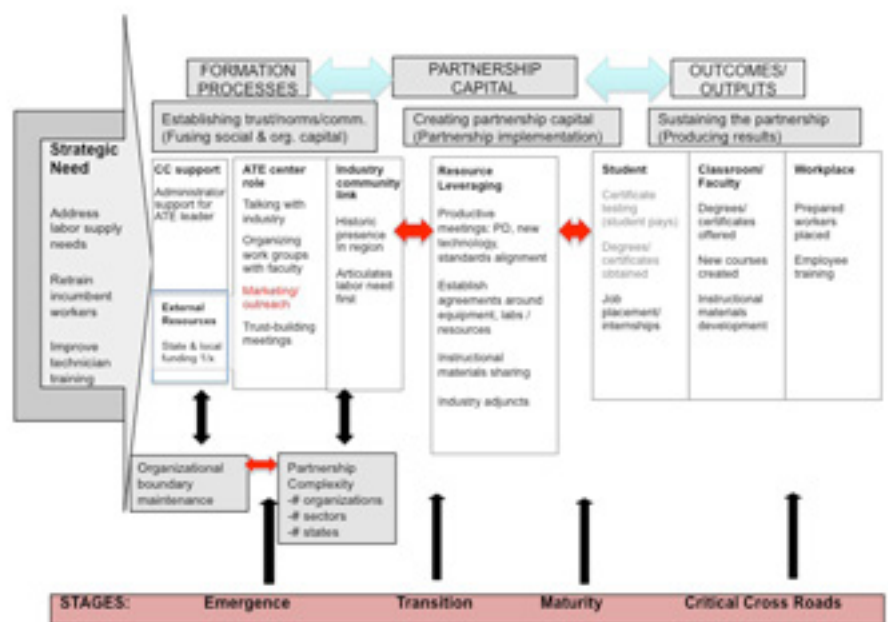 FORMATION
PROCESSES
PARTNERSHIP
CAPITAL
OUTCOMES/
OUTPUTS
Establishing trust/norms/comm.
(Fusing social & org. capital)
Creating partnership capital
(Partnership implementation)
Sustaining the partnership
(Producing results)
Strategic
Need
Address
labor supply
needs
Retrain
incumbent
workers
Improve
technician
training
CC support
Administrator
support for
ATE leader
External
Resources
State & local
funding
ATE center
role
Talking with
industry
Organizing
work groups
with faculty
Marketing/
outreach
Trust-building
meetings
Industry
community
link
Historic
presence
in region
Articulates
labor need
first
Resource
Leveraging
Productive
meetings: PD, new
technology,
standards alignment
Establish
agreements around
equipment, labs /
resources
Instructional
materials sharing
Industry adjuncts
Student
Certificate
testing
(student pays)
Degrees/
certificates
obtained
Job
placement/
internships
Classroom/
Faculty
Degrees/
certificates
offered
New courses
created
Instructional
materials
development
Workplace
Prepared
workers
placed
Employee
training
Organizational
boundary
maintenance
Partnership
Complexity
-# organizations
-# sectors
-# states
STAGES: Emergence Transition Maturity Critical Cross Roads